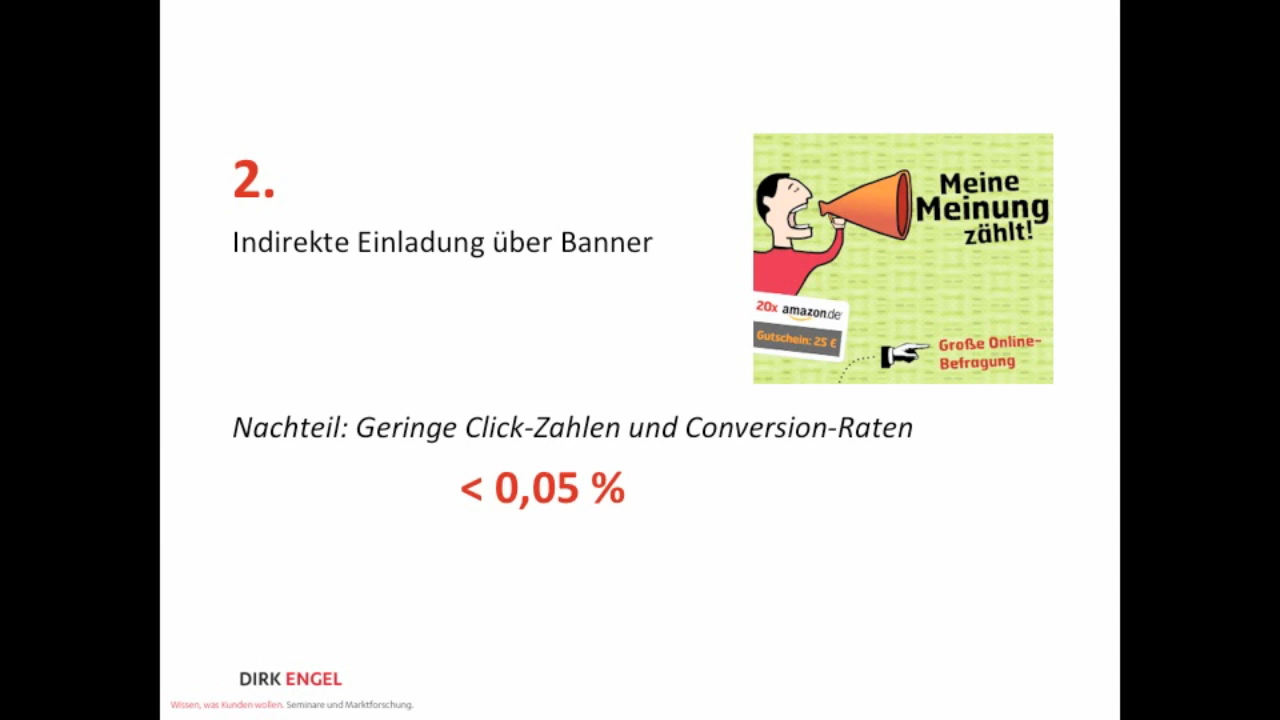 2.
Indirekte Einladung über Banner
Meine
Meinung
zählt!
20x amazon.de
Gutschein: 25 €
Große Online-
Befragung
Nachteil: Geringe Click-Zahlen und Conversion-Raten
< 0,05 %
DIRK ENGEL
Wissen, was Kunden wollen. Seminare und Marktforschung.